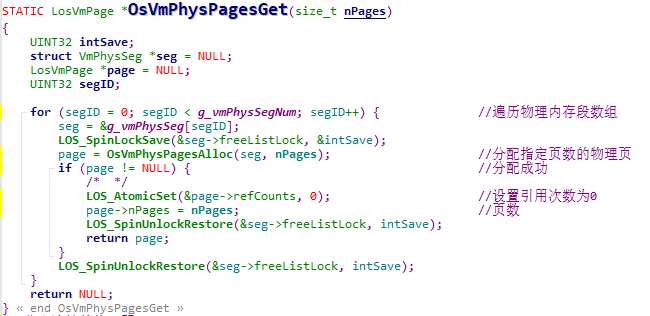 STATIC LosVmPage *OsVmPhysPagesGet(size_t nPages)
{
    UINT32 intSave;
    struct VmPhysSeg *seg = NULL;
    LosVmPage *page = NULL;
    UINT32 segID;

    for (segID = 0; segID < g_vmPhysSegNum; segID++) {              //遍历物理内存段数组
        seg = &g_vmPhysSeg[segID];
        LOS_SpinLockSave(&seg->freeListLock, &intSave);
        page = OsVmPhysPagesAlloc(seg, nPages);                     //分配指定页数的物理页
        if (page != NULL) {                                         //分配成功
            /*  */
            LOS_AtomicSet(&page->refCounts, 0);                     //设置引用次数为0
            page->nPages = nPages;                                  //页数
            LOS_SpinUnlockRestore(&seg->freeListLock, intSave);
            return page;
        }
        LOS_SpinUnlockRestore(&seg->freeListLock, intSave);
    }
    return NULL;
} « end OsVmPhysPagesGet »